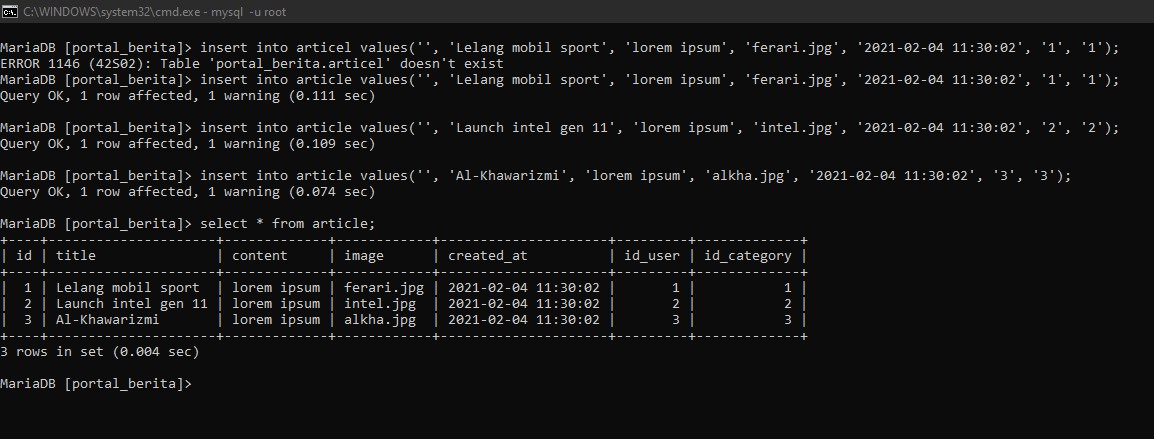 C:\WINDOWS\system32\cmd.exe - mysql  -u root
MariaDB [portal_berita]> insert into articel values('', 'Lelang mobil sport', 'lorem ipsum', 'ferari.jpg', '2021-02-04 11:30:02', '1', '1');
ERROR 1146 (42S02): Table 'portal_berita.articel' doesn't exist
MariaDB [portal_berita]> insert into article values('', 'Lelang mobil sport', 'lorem ipsum', 'ferari.jpg', '2021-02-04 11:30:02', '1', '1');
Query OK, 1 row affected, 1 warning (0.111 sec)

MariaDB [portal_berita]> insert into article values('', 'Launch intel gen 11', 'lorem ipsum', 'intel.jpg', '2021-02-04 11:30:02', '2', '2');
Query OK, 1 row affected, 1 warning (0.109 sec)

MariaDB [portal_berita]> insert into article values('', 'Al-Khawarizmi', 'lorem ipsum', 'alkha.jpg', '2021-02-04 11:30:02', '3', '3');
Query OK, 1 row affected, 1 warning (0.074 sec)

MariaDB [portal_berita]> select * from article;
+----+---------------------+-------------+------------+---------------------+---------+-------------+
| id | title               | content     | image      | created_at          | id_user | id_category |
+----+---------------------+-------------+------------+---------------------+---------+-------------+
|  1 | Lelang mobil sport  | lorem ipsum | ferari.jpg | 2021-02-04 11:30:02 |       1 |           1 |
|  2 | Launch intel gen 11 | lorem ipsum | intel.jpg  | 2021-02-04 11:30:02 |       2 |           2 |
|  3 | Al-Khawarizmi       | lorem ipsum | alkha.jpg  | 2021-02-04 11:30:02 |       3 |           3 |
+----+---------------------+-------------+------------+---------------------+---------+-------------+
3 rows in set (0.004 sec)

MariaDB [portal_berita]>